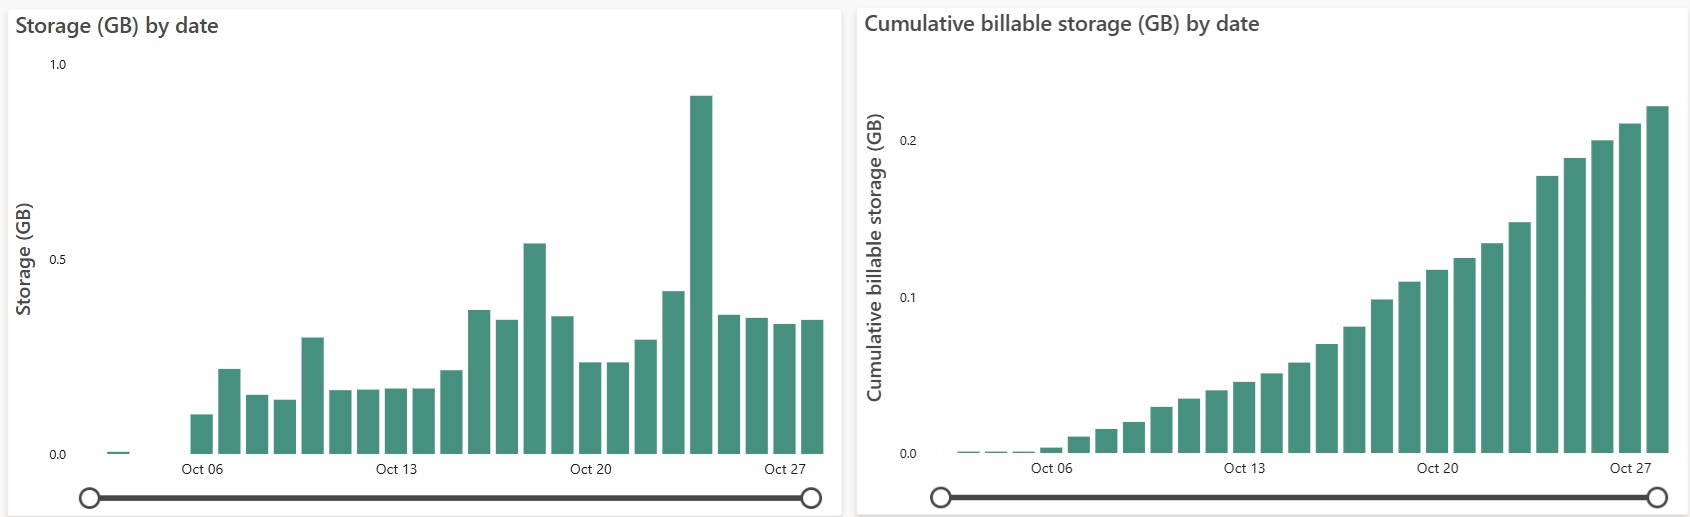 Storage (GB) by date
1.0
0.5
0.0
Storage (GB)
Oct 06 Oct 13 Oct 20 Oct 27
Cumulative billable storage (GB) by date
0.2
0.1
0.0
Cumulative billable storage (GB)
Oct 06 Oct 13 Oct 20 Oct 27